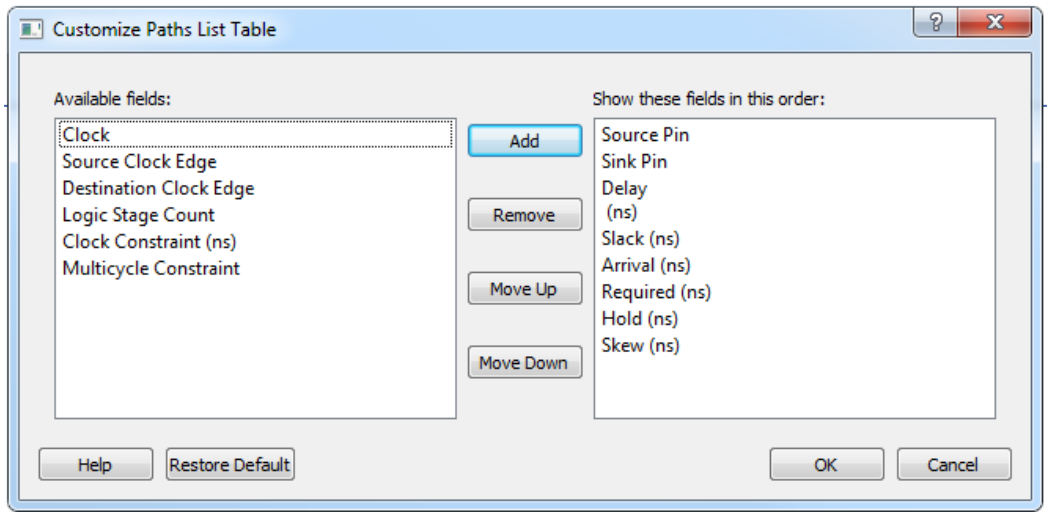 Customize Paths List Table
?
X
Available fields:
Clock
Source Clock Edge
Destination Clock Edge
Logic Stage Count
Clock Constraint (ns)
Multicycle Constraint
Add
Remove
Move Up
Move Down
Show these fields in this order:
Source Pin
Sink Pin
Delay
(ns)
Slack (ns)
Arrival (ns)
Required (ns)
Hold (ns)
Skew (ns)
Help
Restore Default
OK
Cancel